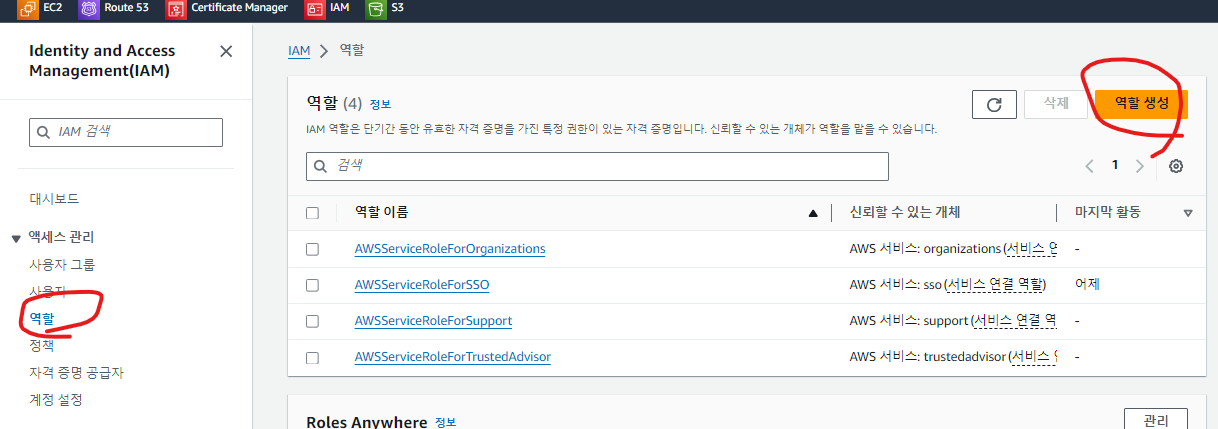 EC2 Route 53 Certificate Manager IAM S3
Identity and Access
Management(IAM)
IAM 검색
대시보드
액세스 관리
사용자 그룹
사용자
역할
정책
자격 증명 공급자
계정 설정
IAM > 역할
역할 (4) 정보
삭제
역할 생성
IAM 역할은 단기간 동안 유효한 자격 증명을 가진 특정 권한이 있는 자격 증명입니다. 신뢰할 수 있는 개체가 역할을 맡을 수 있습니다.
검색
1
역할 이름 신뢰할 수 있는 개체 마지막 활동
AWSServiceRoleForOrganizations AWS 서비스: organizations (서비스 연 -
AWSServiceRoleForSSO AWS 서비스: sso (서비스 연결 역할) 어제
AWSServiceRoleForSupport AWS 서비스: support (서비스 연결 역 -
AWSServiceRoleForTrustedAdvisor AWS 서비스: trustedadvisor (서비스 -
Roles Anywhere 정보
관리